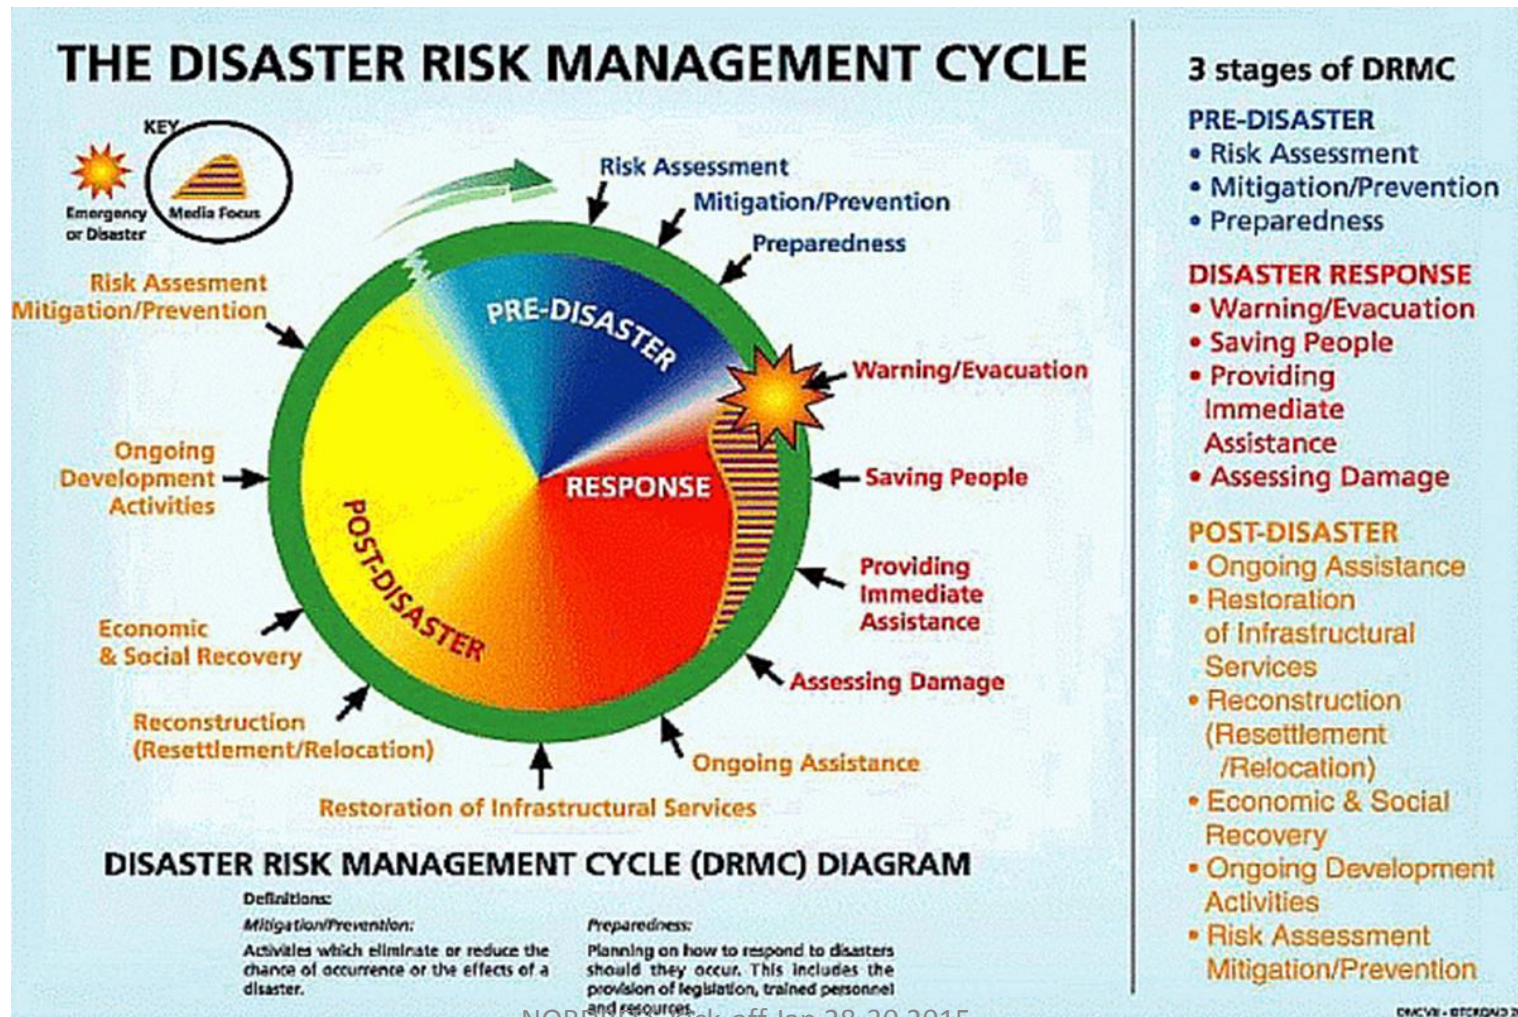 THE DISASTER RISK MANAGEMENT CYCLE
KEY
Emergency
or Disaster
Media Focus
Risk Assessment
Mitigation/Prevention
Preparedness
Warning/Evacuation
Saving People
Providing
Immediate
Assistance
Assessing Damage
Ongoing Assistance
Restoration of Infrastructural Services
Reconstruction
(Resettlement/Relocation)
Economic
& Social Recovery
Ongoing
Development
Activities
Risk Assesment
Mitigation/Prevention
PRE-DISASTER
RESPONSE
POST-DISASTER
DISASTER RISK MANAGEMENT CYCLE (DRMC) DIAGRAM
Definitions:
Mitigation/Prevention:
Activities which eliminate or reduce the
chance of occurrence or the effects of a
disaster.
Preparedness:
Planning on how to respond to disasters
should they occur. This includes the
provision of legislation, trained personnel
and resources.
3 stages of DRMC
PRE-DISASTER
• Risk Assessment
• Mitigation/Prevention
• Preparedness
DISASTER RESPONSE
• Warning/Evacuation
• Saving People
• Providing
Immediate
Assistance
• Assessing Damage
POST-DISASTER
• Ongoing Assistance
• Restoration
of Infrastructural
Services
• Reconstruction
(Resettlement
/Relocation)
• Economic & Social
Recovery
• Ongoing Development
Activities
• Risk Assessment
Mitigation/Prevention